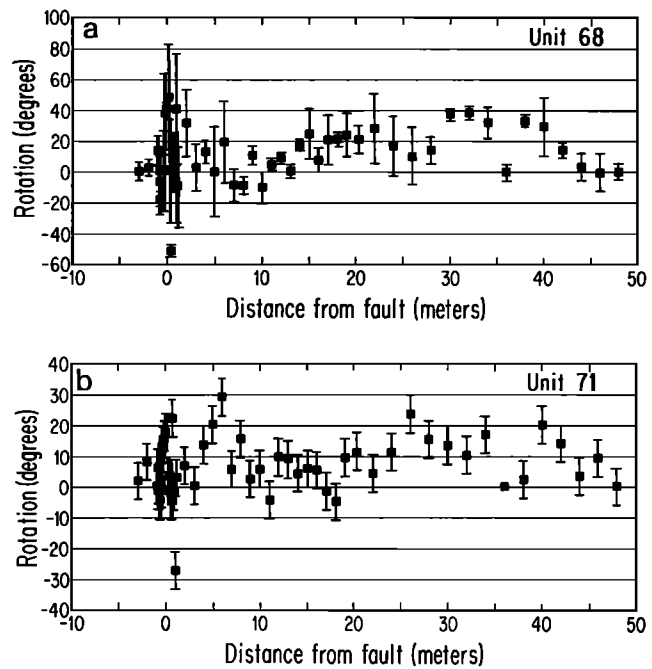 a
Unit 68
Rotation (degrees)
100
80
60
40
20
0
-20
-40
-60
-10 0 10 20 30 40 50
Distance from fault (meters)
b
Unit 71
Rotation (degrees)
40
30
20
10
0
-10
-20
-30
-40
-10 0 10 20 30 40 50
Distance from fault (meters)